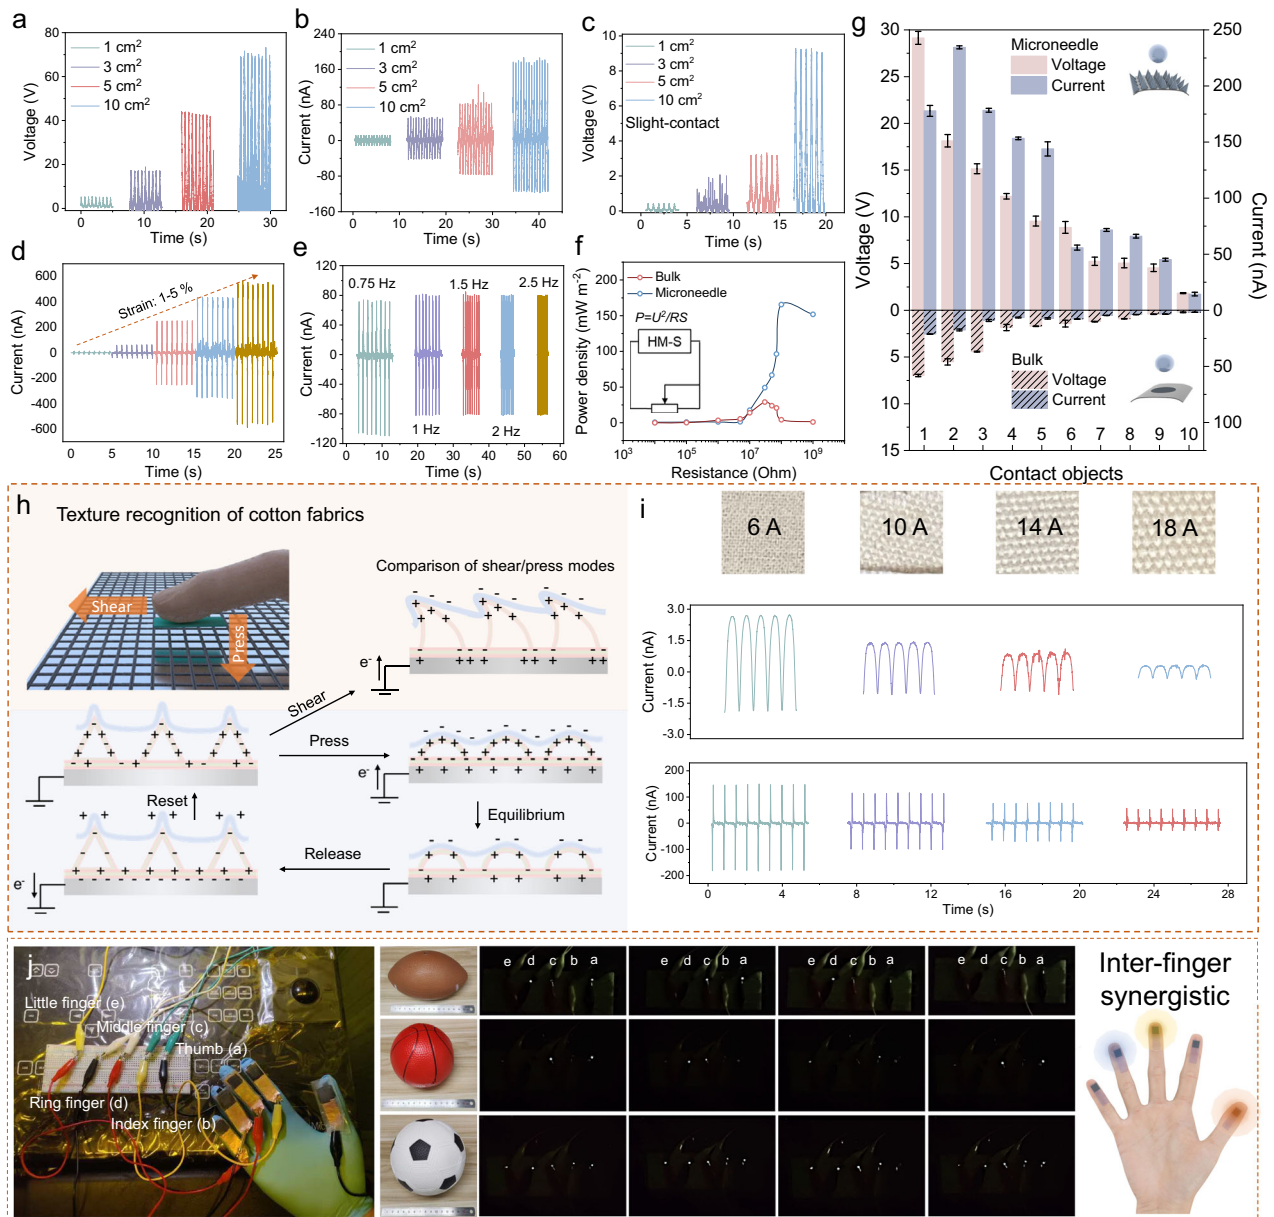 a
80
60
40
20
0
Voltage (V)
1 cm²
3 cm²
5 cm²
10 cm²
0
10
20
30
Time (s)
b
240
160
80
0
-80
-160
Current (nA)
1 cm²
3 cm²
5 cm²
10 cm²
0
10
20
30
40
Time (s)
c
10
8
6
4
2
0
Voltage (V)
1 cm²
3 cm²
5 cm²
10 cm²
Slight-contact
0
5
10
15
20
Time (s)
d
600
400
200
0
-200
-400
-600
Current (nA)
Strain: 1-5 %
0
5
10
15
20
25
Time (s)
e
120
80
40
0
-40
-80
-120
Current (nA)
0.75 Hz
1.5 Hz
2.5 Hz
1 Hz
2 Hz
0
10
20
30
40
50
60
Time (s)
f
200
175
150
125
100
75
50
25
0
Power density (mW m⁻²)
Bulk
Microneedle
P=U²/RS
HM-S
10³
10⁵
10⁷
10⁹
Resistance (Ohm)
g
30
25
20
15
10
5
0
5
10
15
Voltage (V)
250
200
150
100
50
0
50
100
Current (nA)
Microneedle
Voltage
Current
Bulk
Voltage
Current
1 2 3 4 5 6 7 8 9 10
Contact objects
h
Texture recognition of cotton fabrics
Shear
Press
Comparison of shear/press modes
e⁻
Shear
Press
e⁻
Reset
Equilibrium
Release
e⁻
i
6 A
10 A
14 A
18 A
3.0
1.5
0.0
-1.5
-3.0
Current (nA)
200
100
0
-100
-200
Current (nA)
0
4
8
12
16
20
24
28
Time (s)
j
Little finger (e)
Middle finger (c)
Thumb (a)
Ring finger (d)
Index finger (b)
e d c b a
e d c b a
e d c b a
e d c b a
Inter-finger
synergistic